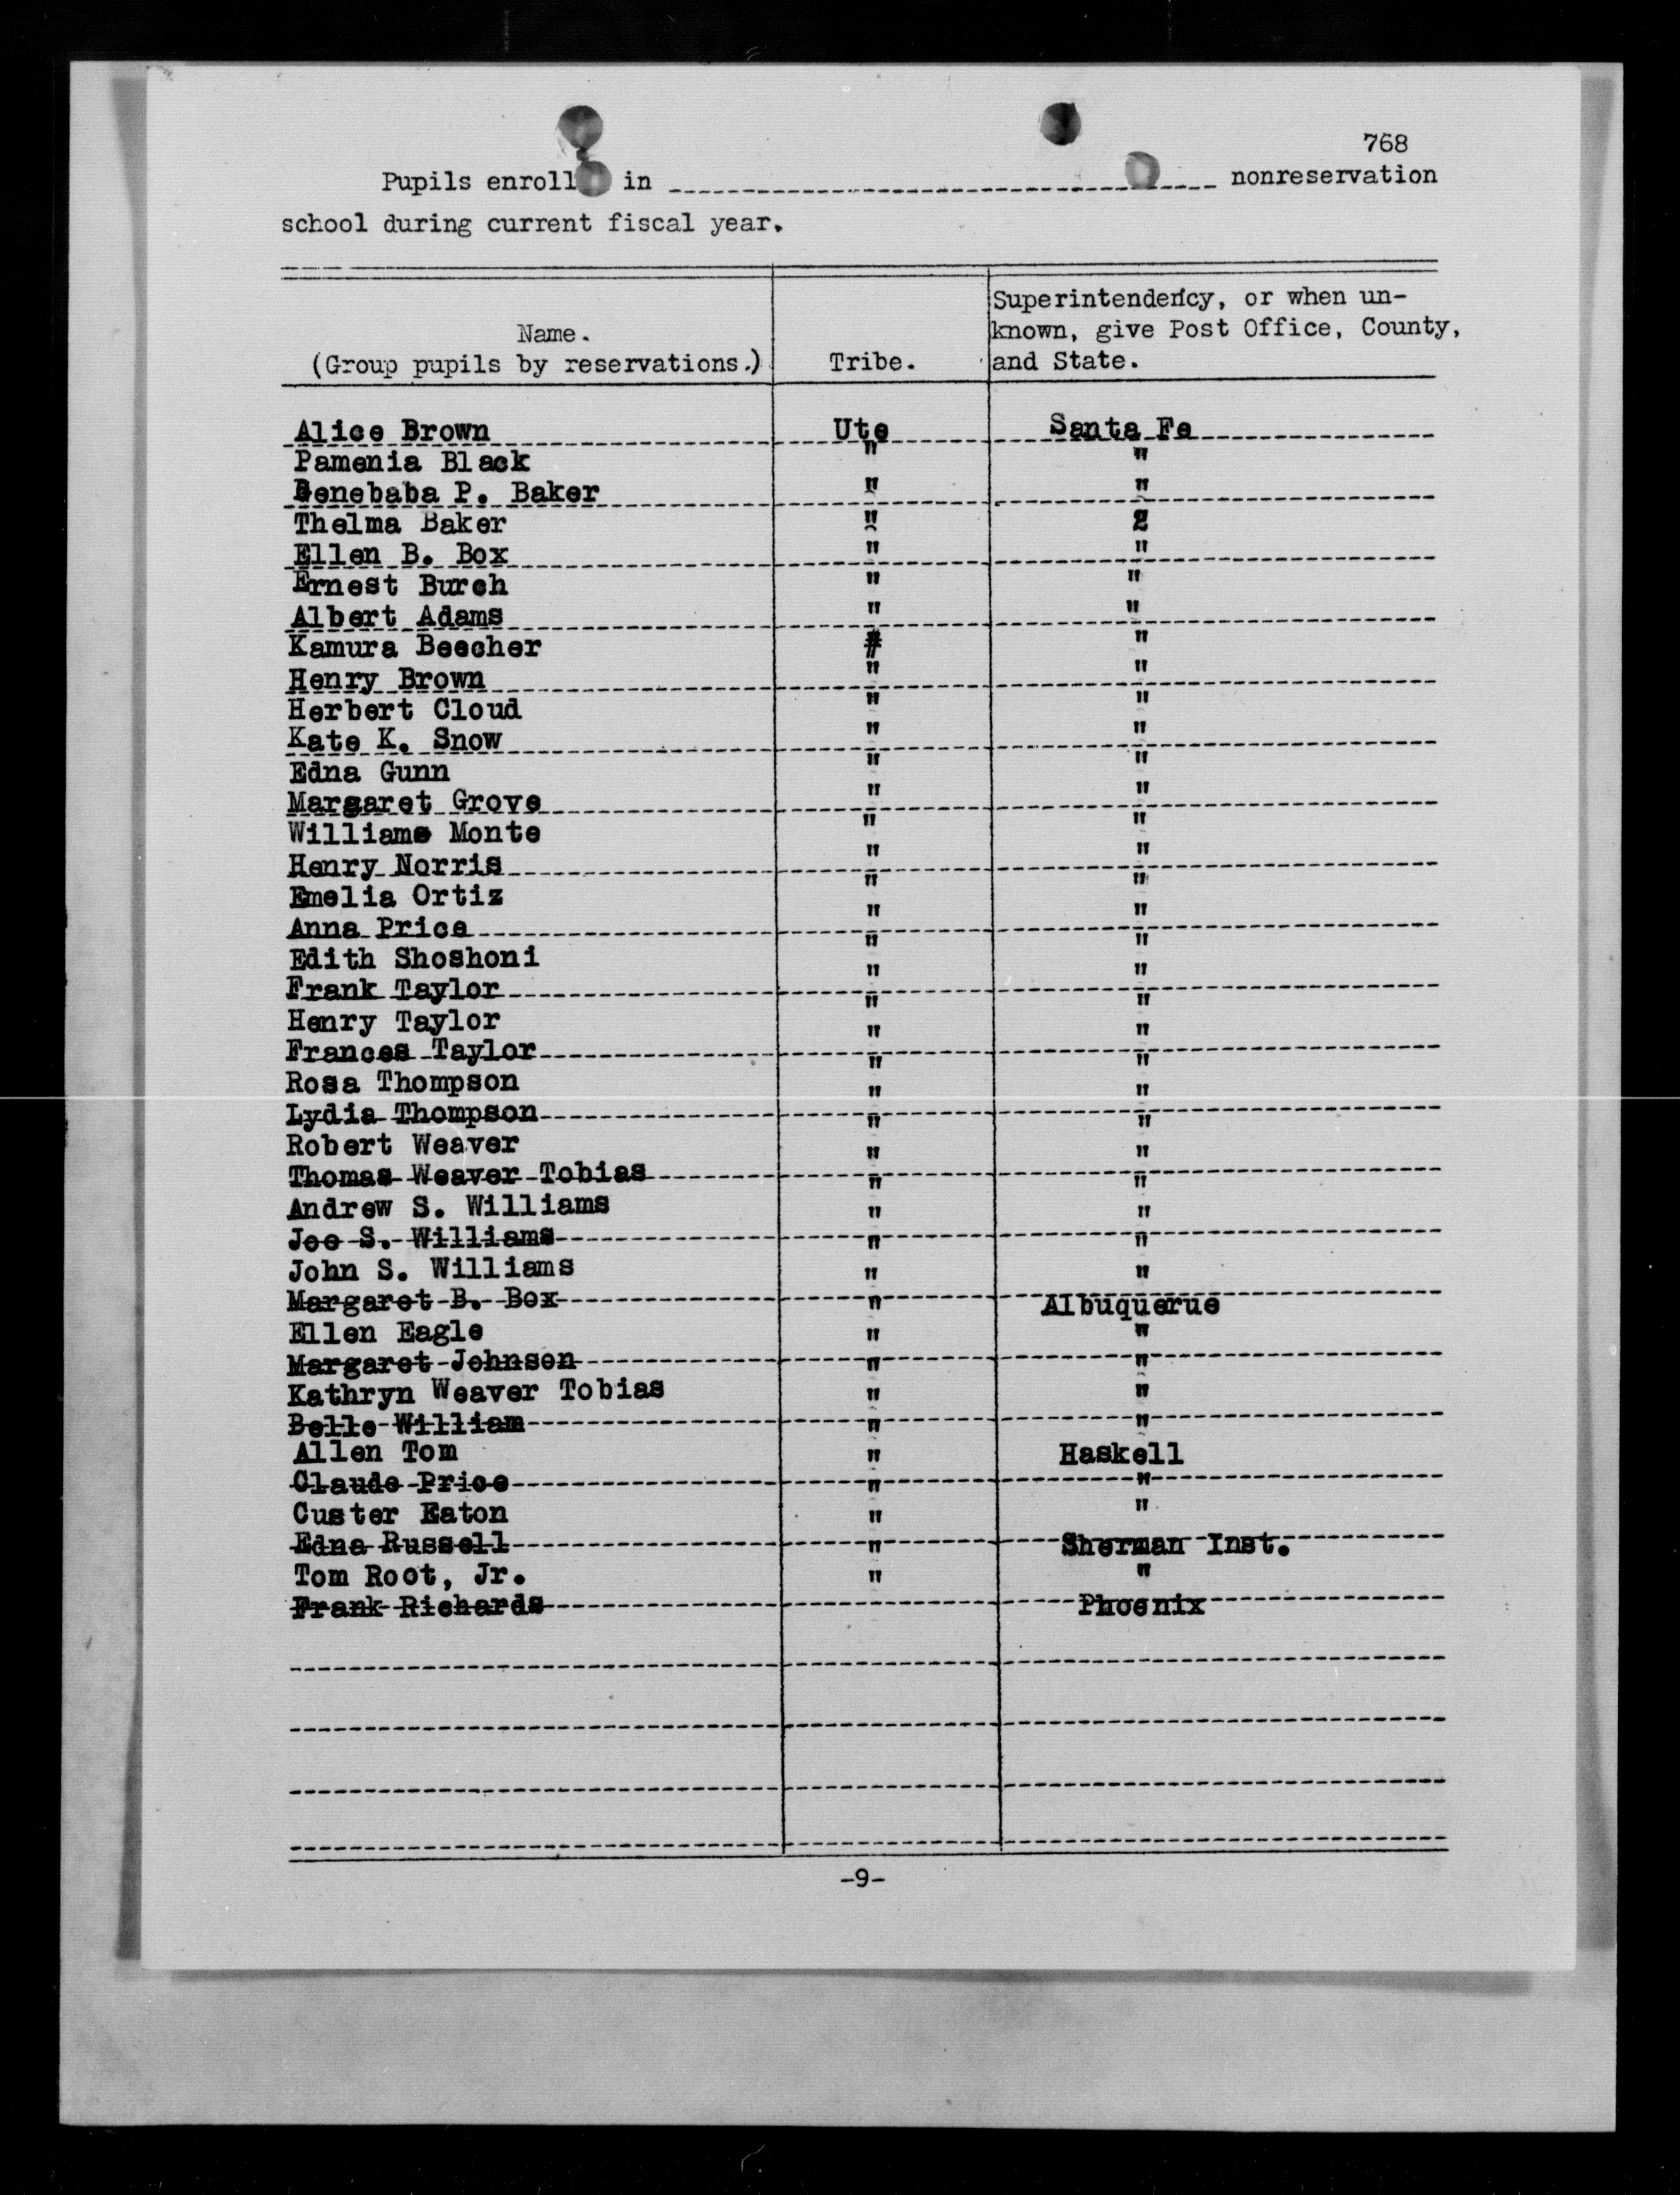 768
Pupils enroll in nonreservation
school during current fiscal year.
Name.
(Group pupils by reservations.)
Tribe.
Superintendency, or when un-
known, give Post Office, County,
and State.
Alice Brown Ute Santa Fe
Pamenia Black " "
Benebaba P. Baker " "
Thelma Baker " 2
Ellen B. Box " "
Ernest Burch " "
Albert Adams " "
Kamura Beecher # "
Henry Brown " "
Herbert Cloud " "
Kate K. Snow " "
Edna Gunn " "
Margaret Grove " "
Williams Monte " "
Henry Norris " "
Emelia Ortiz " "
Anna Price " "
Edith Shoshoni " "
Frank Taylor " "
Henry Taylor " "
Frances Taylor " "
Rosa Thompson " "
Lydia Thompson " "
Robert Weaver " "
Thomas Weaver Tobias " "
Andrew S. Williams " "
Joe S. Williams " "
John S. Williams " "
Margaret B. Box " Albuquerue
Ellen Eagle " "
Margaret Johnson " "
Kathryn Weaver Tobias " "
Belle William " "
Allen Tom " Haskell
Claude Price " "
Custer Eaton " "
Edna Russell " Sherman Inst.
Tom Root, Jr. " "
Frank Richards Phoenix
-9-